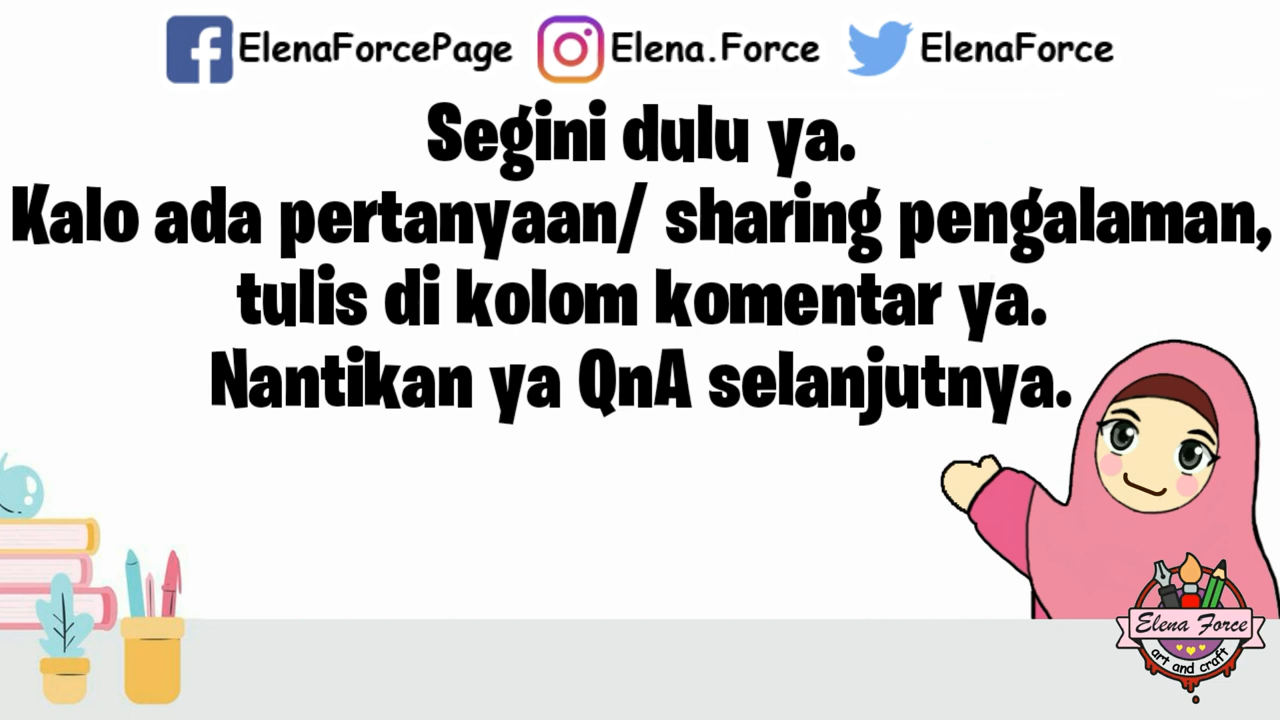 ElenaForcePage Elena.Force ElenaForce
Segini dulu ya.
Kalo ada pertanyaan/ sharing pengalaman,
tulis di kolom komentar ya.
Nantikan ya QnA selanjutnya.
Elena Force
art and craft